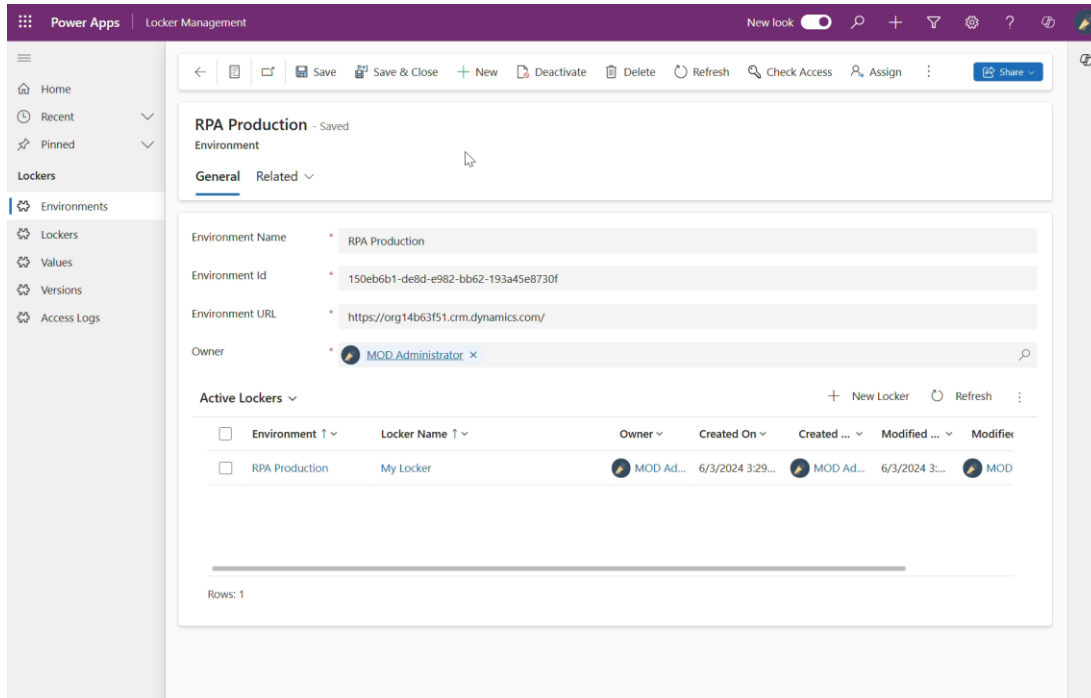 Power Apps Locker Management New look
Save Save & Close New Deactivate Delete Refresh Check Access Assign Share
Home
Recent
Pinned
Lockers
Environments
Lockers
Values
Versions
Access Logs
RPA Production - Saved
Environment
General Related
Environment Name * RPA Production
Environment Id * 150eb6b1-de8d-e982-bb62-193a45e8730f
Environment URL * https://org14b63f51.crm.dynamics.com/
Owner * MOD Administrator
Active Lockers New Locker Refresh
Environment Locker Name Owner Created On Created ... Modified ... Modified
RPA Production My Locker MOD Ad... 6/3/2024 3:29... MOD Ad... 6/3/2024 3:... MOD
Rows: 1